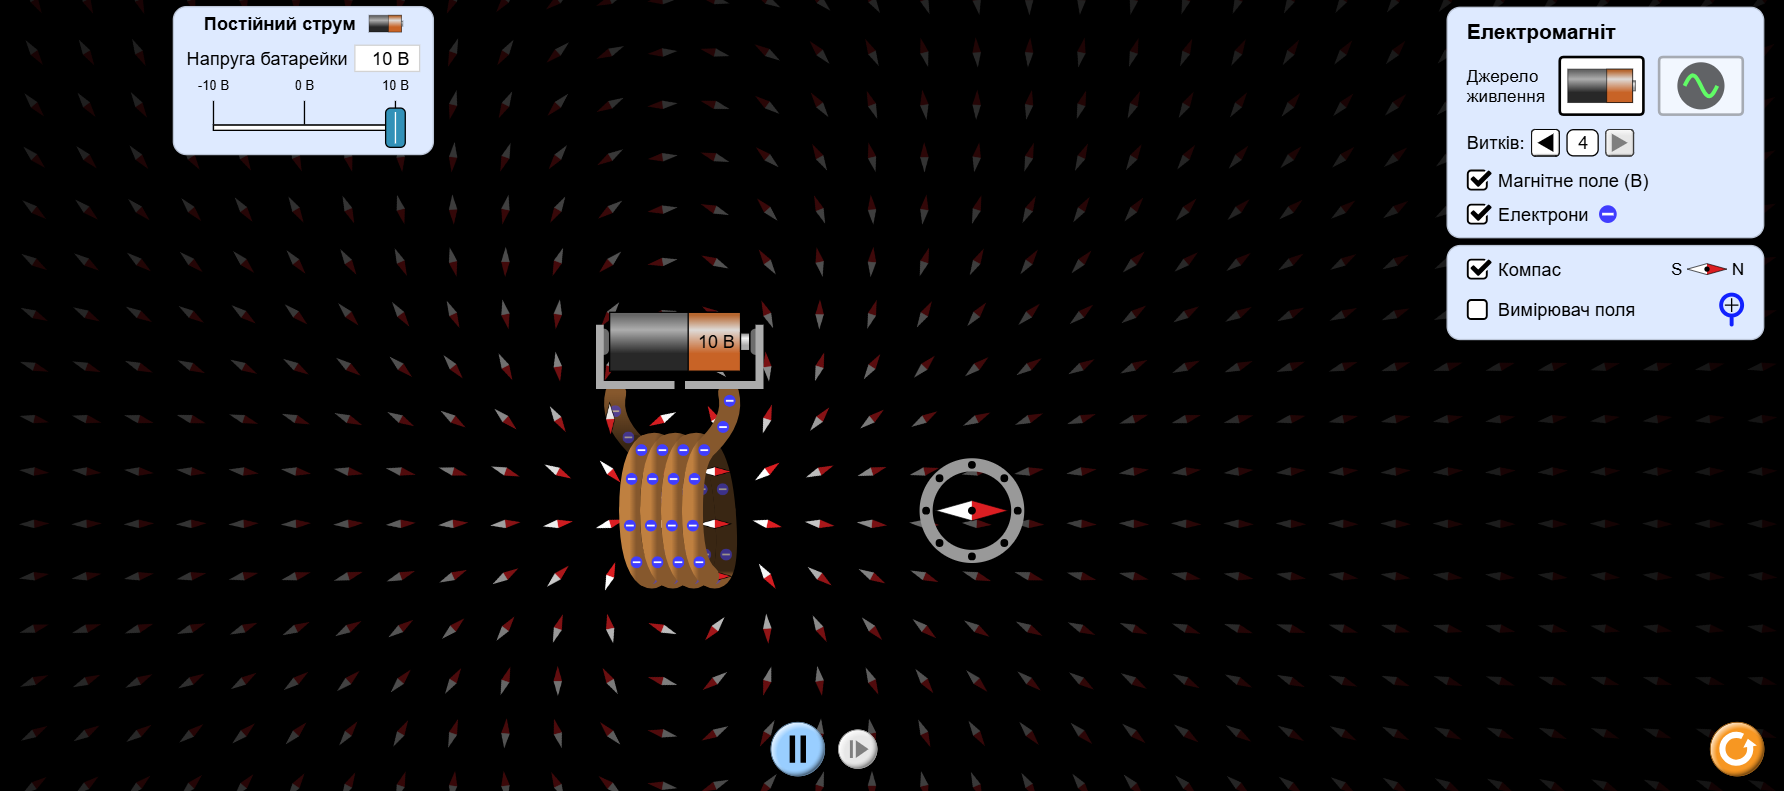 Постійний струм
Напруга батарейки 10 В
-10 В 0 В 10 В
10 В
Електромагніт
Джерело
живлення
Витків: 4
Магнітне поле (B)
Електрони
Компас S N
Вимірювач поля